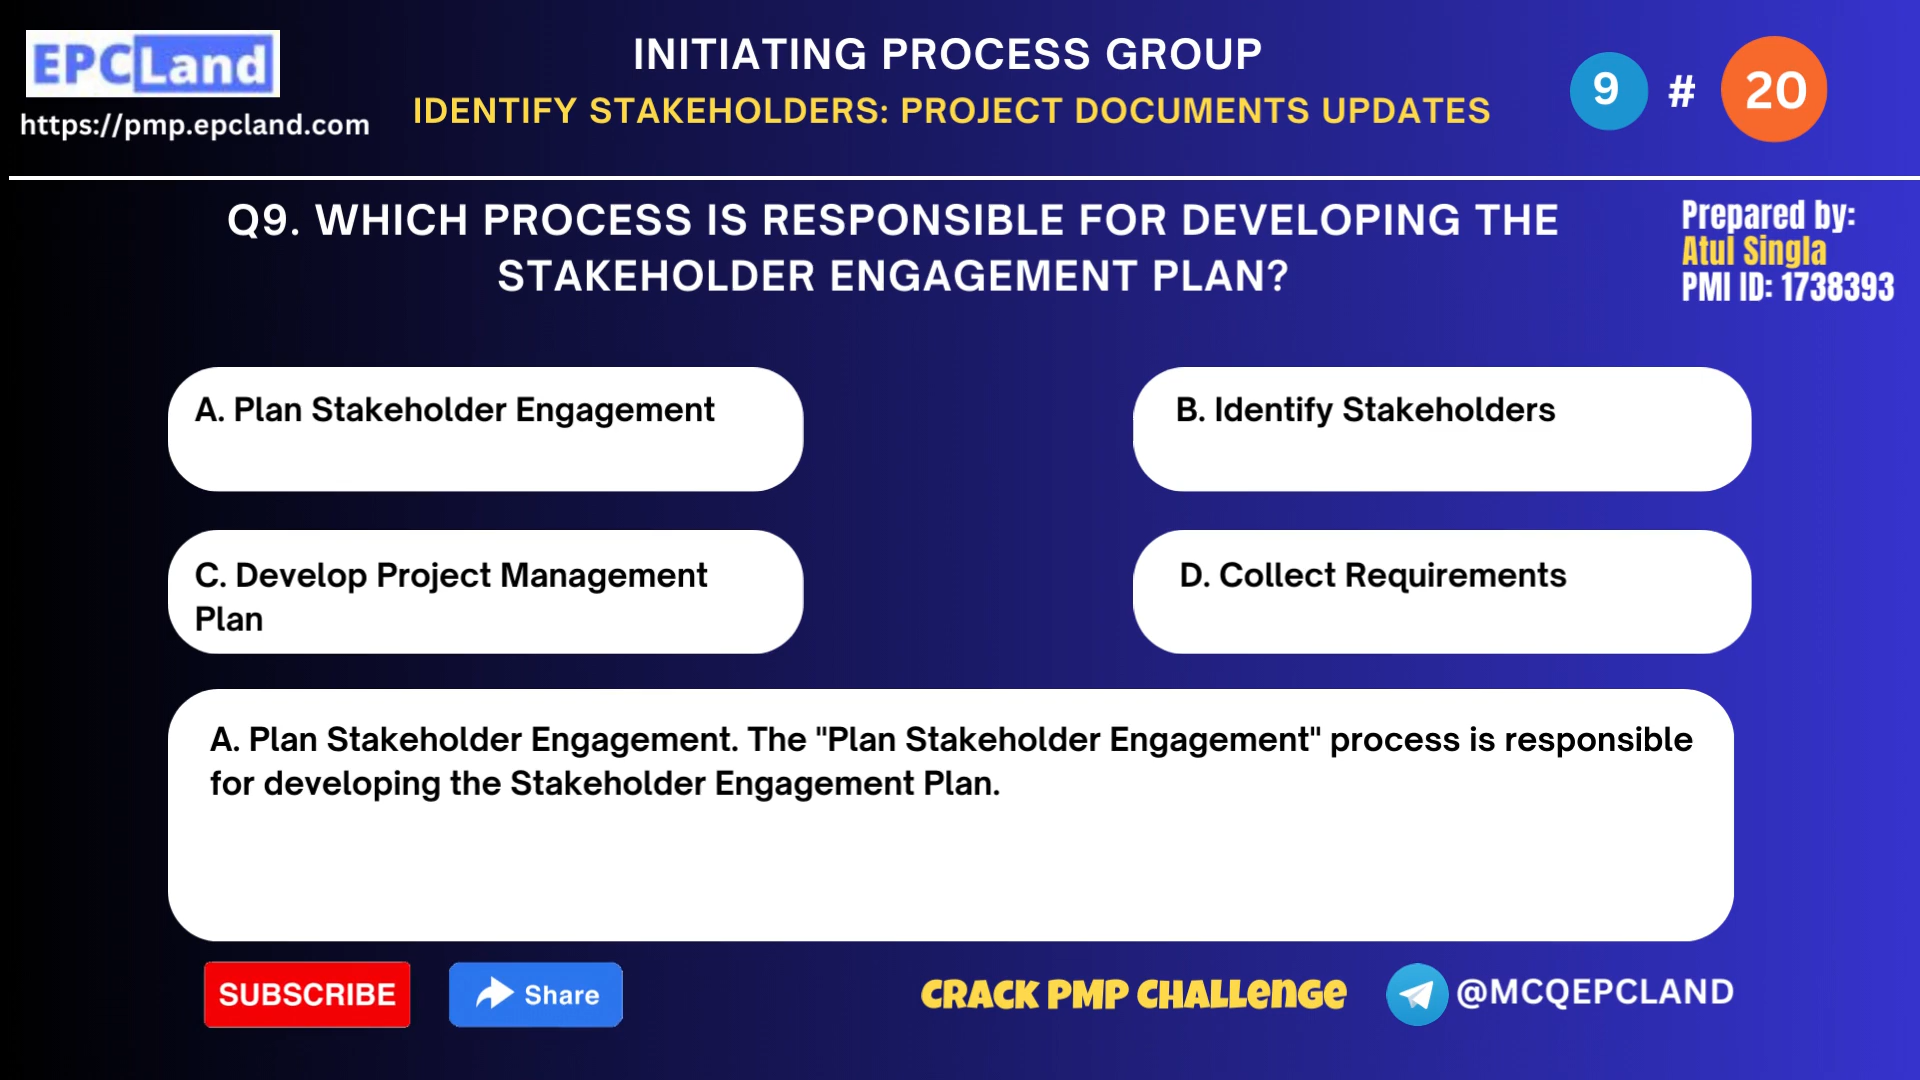 EPCLand
https://pmp.epcland.com
INITIATING PROCESS GROUP
IDENTIFY STAKEHOLDERS: PROJECT DOCUMENTS UPDATES
9 # 20
Q9. WHICH PROCESS IS RESPONSIBLE FOR DEVELOPING THE
STAKEHOLDER ENGAGEMENT PLAN?
Prepared by:
Atul Singla
PMI ID: 1738393
A. Plan Stakeholder Engagement
B. Identify Stakeholders
C. Develop Project Management
Plan
D. Collect Requirements
A. Plan Stakeholder Engagement. The "Plan Stakeholder Engagement" process is responsible
for developing the Stakeholder Engagement Plan.
SUBSCRIBE
Share
CRACK PMP CHALLENGE
@MCQEPCLAND